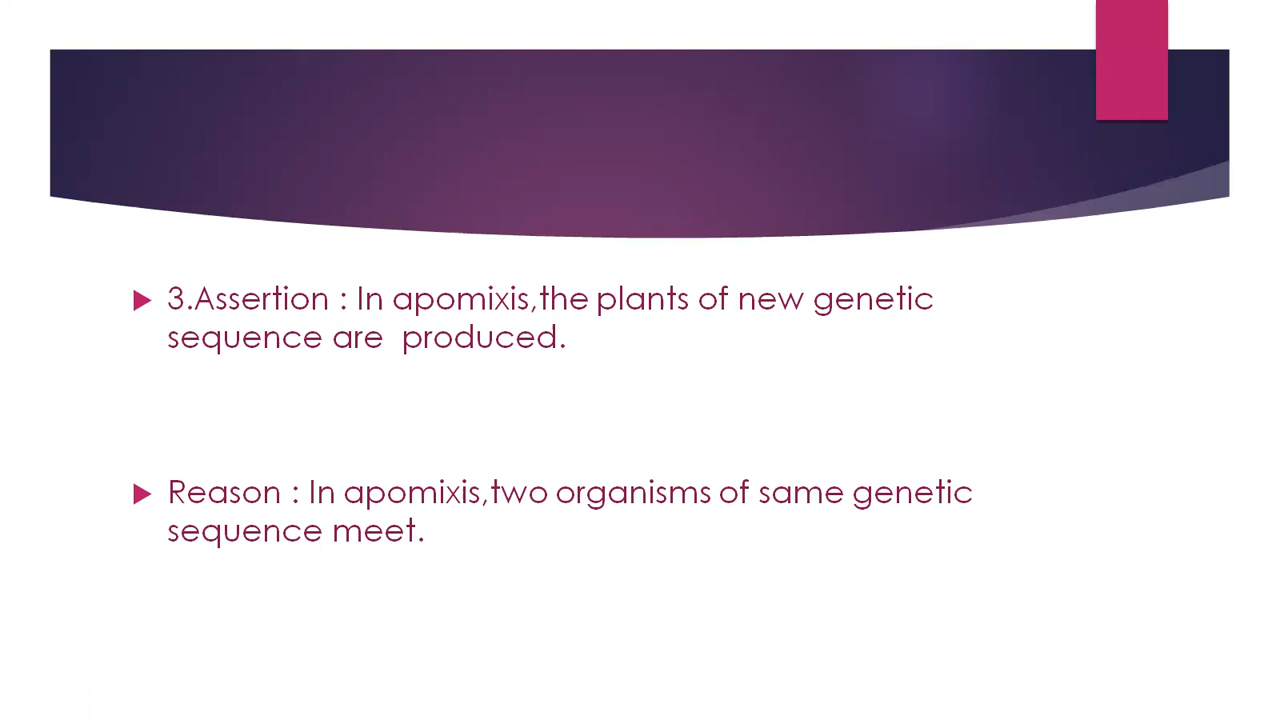 3.Assertion : In apomixis,the plants of new genetic
sequence are  produced.
Reason : In apomixis,two organisms of same genetic
sequence meet.